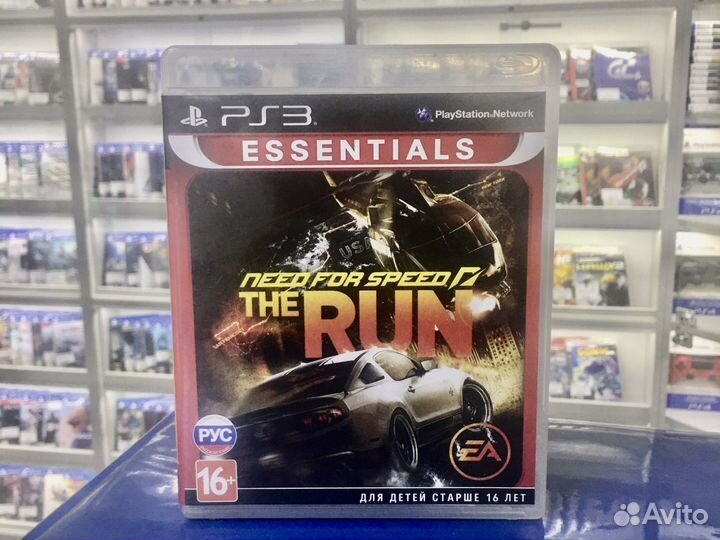 PS3
PlayStation Network
ESSENTIALS
USA
NEED FOR SPEED
THE RUN
РУС
16+
EA
ДЛЯ ДЕТЕЙ СТАРШЕ 16 ЛЕТ
Avito